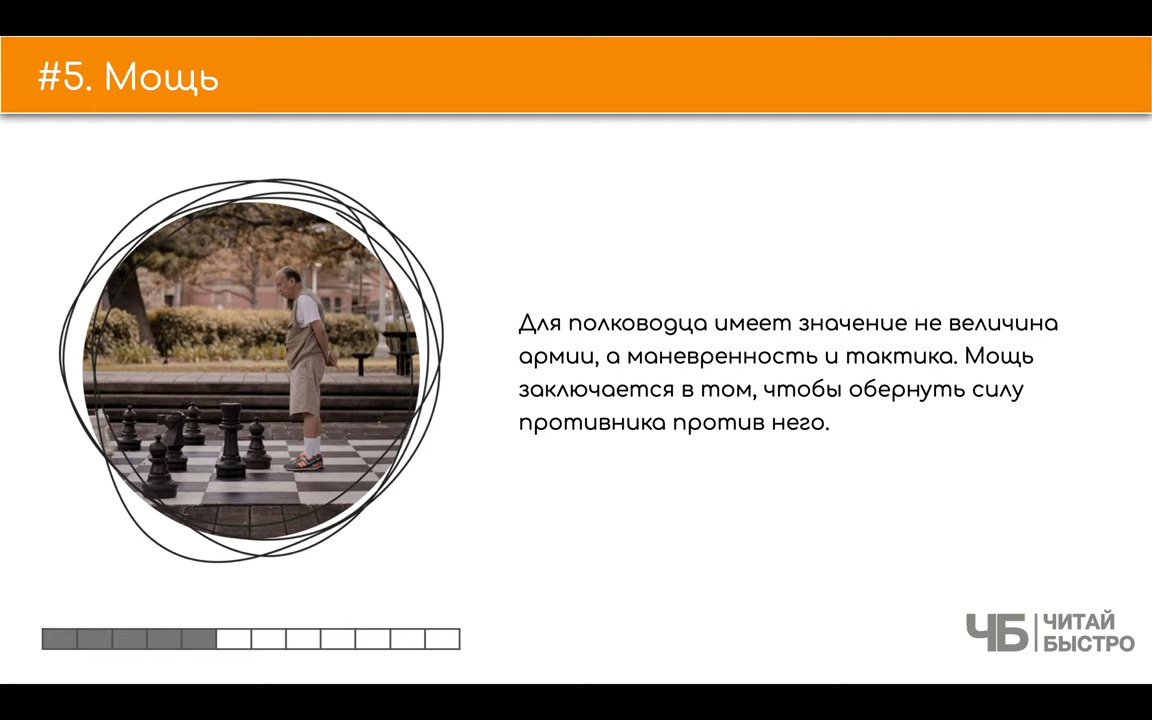 #5. Мощь
Для полководца имеет значение не величина
армии, а маневренность и тактика. Мощь
заключается в том, чтобы обернуть силу
противника против него.
ЧБ ЧИТАЙ
БЫСТРО